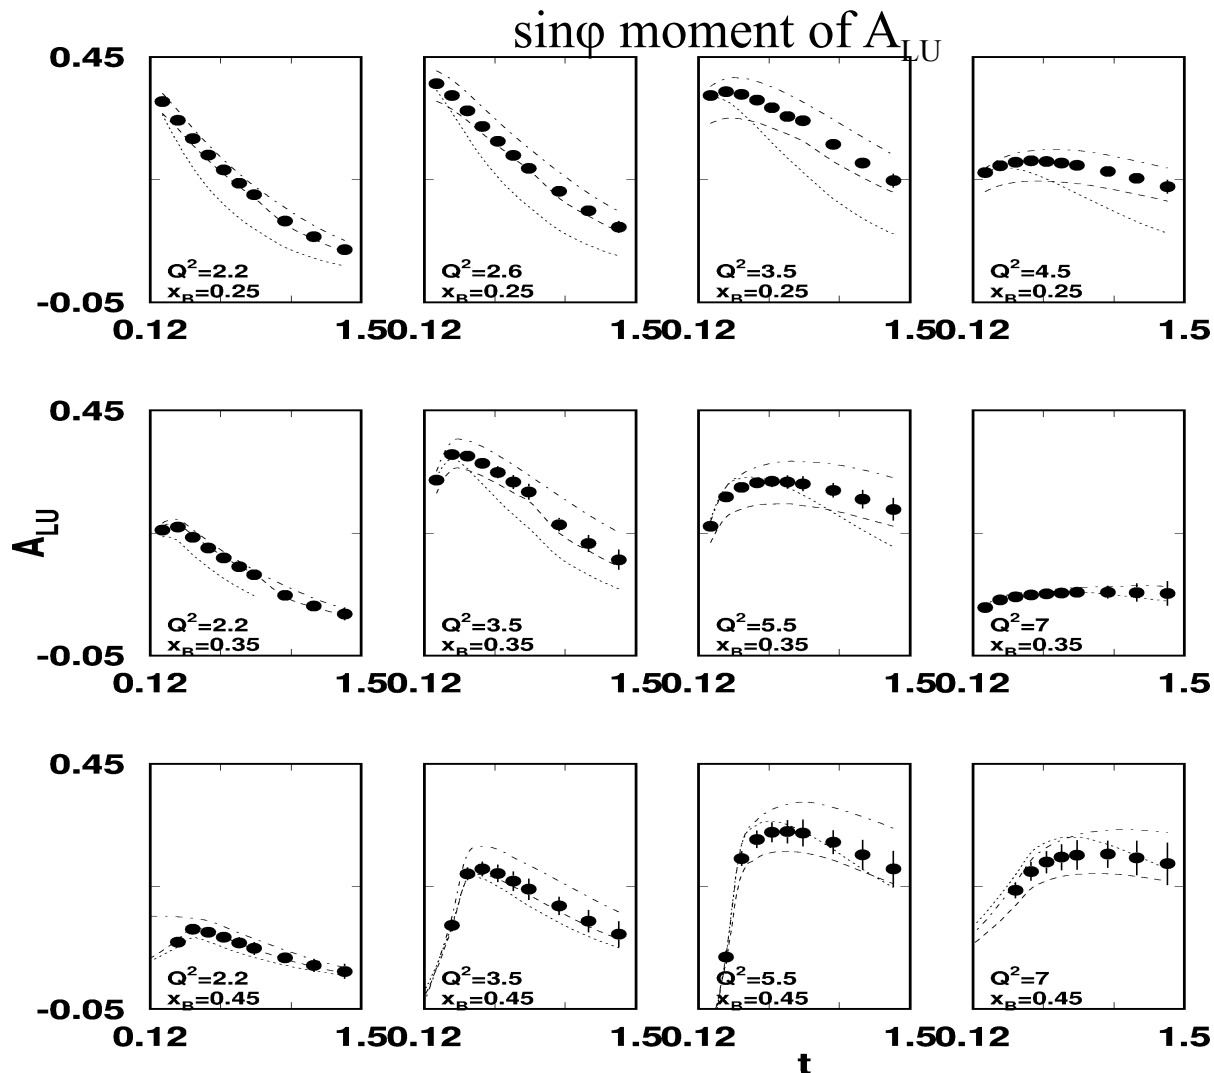 sinφ moment of A_LU
0.45
Q²=2.2
x_B=0.25
Q²=2.6
x_B=0.25
Q²=3.5
x_B=0.25
Q²=4.5
x_B=0.25
-0.05
0.12 1.50.12 1.50.12 1.50.12 1.5
0.45
A_LU
Q²=2.2
x_B=0.35
Q²=3.5
x_B=0.35
Q²=5.5
x_B=0.35
Q²=7
x_B=0.35
-0.05
0.12 1.50.12 1.50.12 1.50.12 1.5
0.45
Q²=2.2
x_B=0.45
Q²=3.5
x_B=0.45
Q²=5.5
x_B=0.45
Q²=7
x_B=0.45
-0.05
0.12 1.50.12 1.50.12 1.50.12 1.5
t